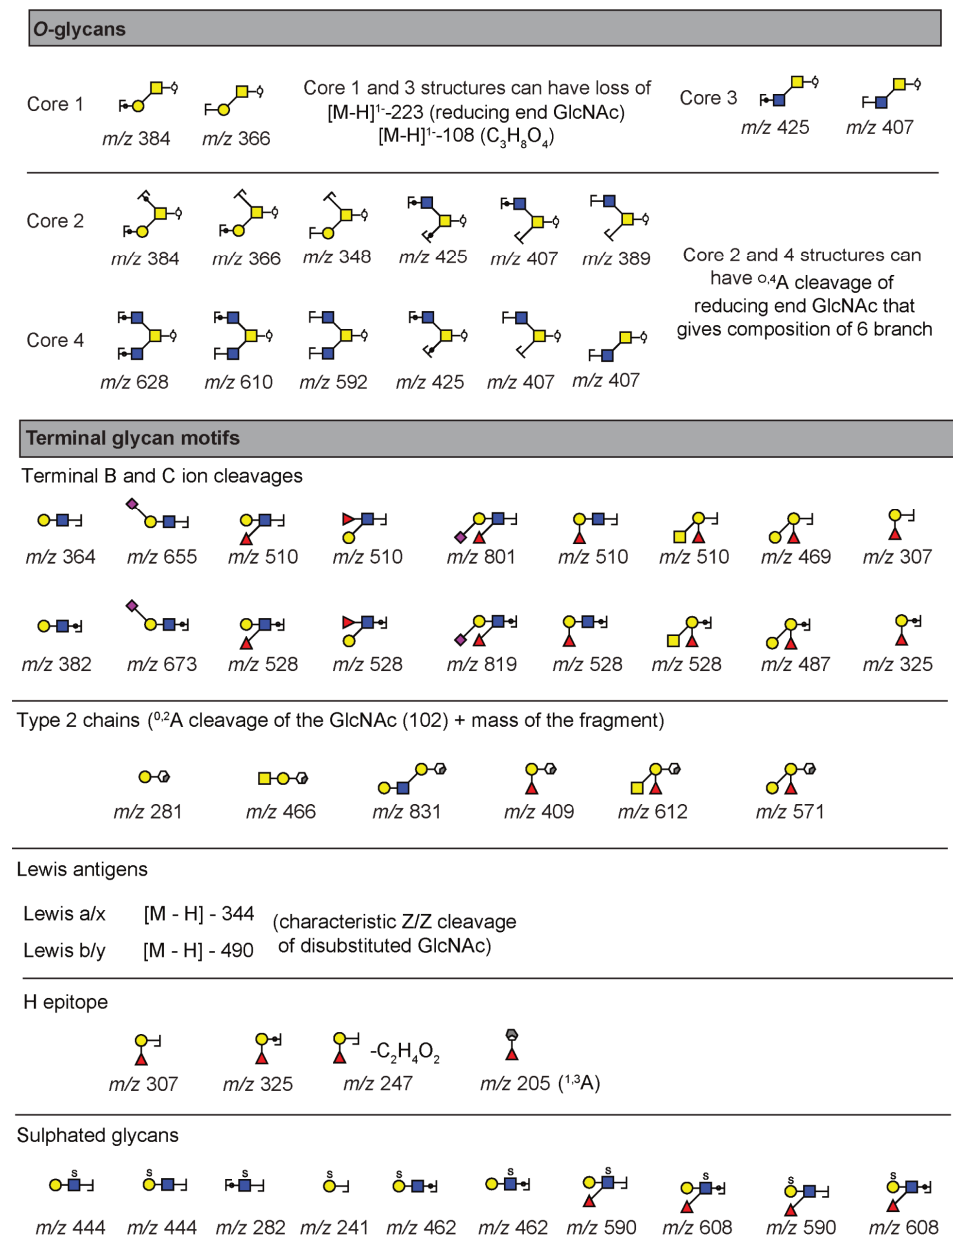 O-glycans
Core 1
m/z 384
m/z 366
Core 1 and 3 structures can have loss of
[M-H]¹⁻-223 (reducing end GlcNAc)
[M-H]¹⁻-108 (C₃H₈O₄)
Core 3
m/z 425
m/z 407
Core 2
m/z 384
m/z 366
m/z 348
m/z 425
m/z 407
m/z 389
Core 2 and 4 structures can
have ᴼ,⁴A cleavage of
reducing end GlcNAc that
gives composition of 6 branch
Core 4
m/z 628
m/z 610
m/z 592
m/z 425
m/z 407
m/z 407
Terminal glycan motifs
Terminal B and C ion cleavages
m/z 364
m/z 655
m/z 510
m/z 510
m/z 801
m/z 510
m/z 510
m/z 469
m/z 307
m/z 382
m/z 673
m/z 528
m/z 528
m/z 819
m/z 528
m/z 528
m/z 487
m/z 325
Type 2 chains (⁰,²A cleavage of the GlcNAc (102) + mass of the fragment)
m/z 281
m/z 466
m/z 831
m/z 409
m/z 612
m/z 571
Lewis antigens
Lewis a/x [M - H] - 344
Lewis b/y [M - H] - 490
(characteristic Z/Z cleavage
of disubstituted GlcNAc)
H epitope
-C₂H₄O₂
m/z 307
m/z 325
m/z 247
m/z 205 (¹,³A)
Sulphated glycans
s s s s s s s s s s
m/z 444
m/z 444
m/z 282
m/z 241
m/z 462
m/z 462
m/z 590
m/z 608
m/z 590
m/z 608